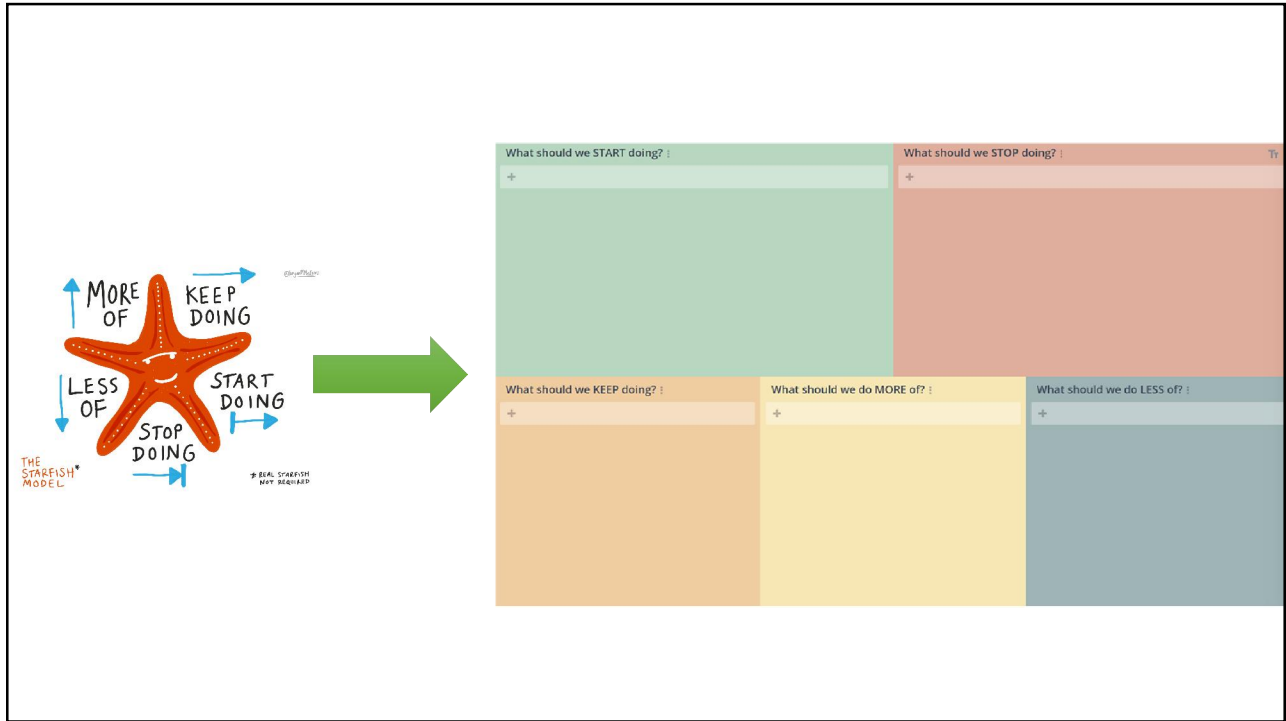 MORE
OF
KEEP
DOING
LESS
OF
START
DOING
STOP
DOING
THE
STARFISH*
MODEL
* REAL STARFISH
NOT REQUIRED
What should we START doing?
+
What should we STOP doing?
Tт
+
What should we KEEP doing?
+
What should we do MORE of?
+
What should we do LESS of?
+